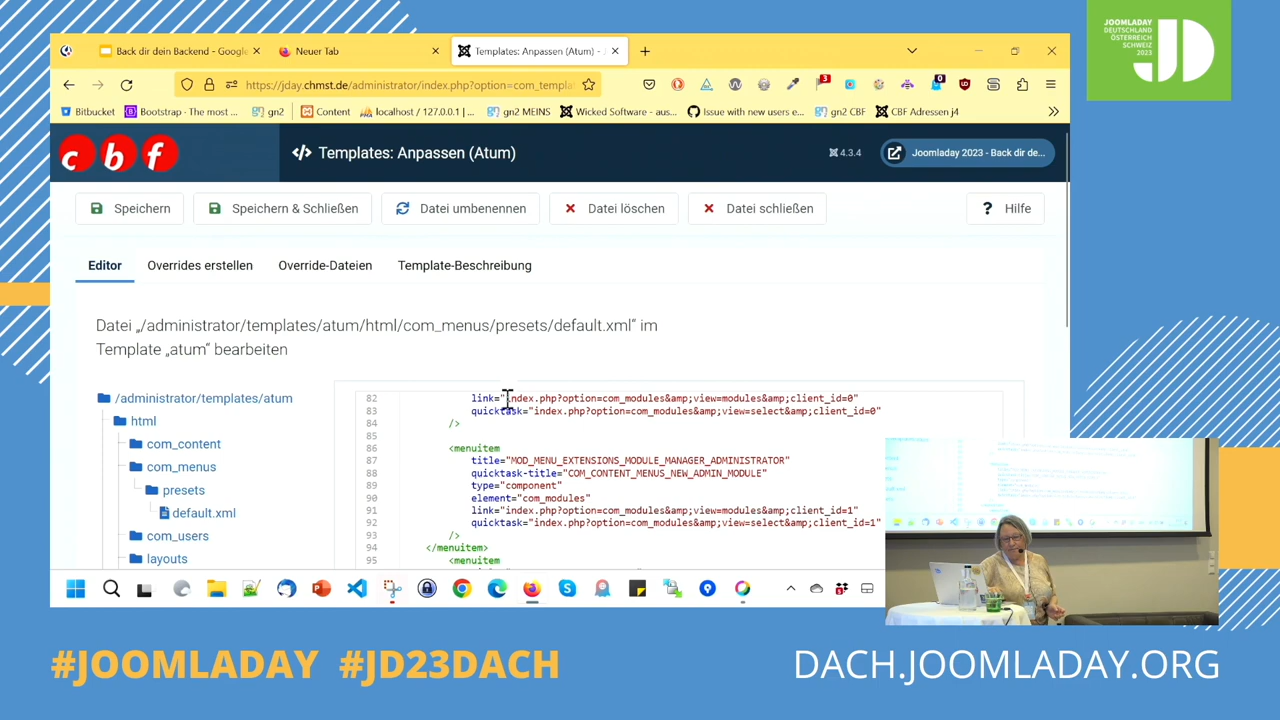 JOOMLADAY
DEUTSCHLAND
ÖSTERREICH
SCHWEIZ
2023
JD
Back dir dein Backend - Google
Neuer Tab
Templates: Anpassen (Atum) - J
https://jday.chmst.de/administrator/index.php?option=com_templa
3
0
Bitbucket
Bootstrap - The most ...
gn2
Content
localhost / 127.0.0.1 | ...
gn2 MEINS
Wicked Software - aus...
Issue with new users e...
gn2 CBF
CBF Adressen j4
c b f
</> Templates: Anpassen (Atum)
4.3.4
Joomladay 2023 - Back dir de...
Speichern
Speichern & Schließen
Datei umbenennen
Datei löschen
Datei schließen
? Hilfe
Editor
Overrides erstellen
Override-Dateien
Template-Beschreibung
Datei „/administrator/templates/atum/html/com_menus/presets/default.xml“ im
Template „atum“ bearbeiten
/administrator/templates/atum
html
com_content
com_menus
presets
default.xml
com_users
layouts
82 link="index.php?option=com_modules&amp;view=modules&amp;client_id=0"
83 quicktask="index.php?option=com_modules&amp;view=select&amp;client_id=0"
84 />
85
86 <menuitem
87 title="MOD_MENU_EXTENSIONS_MODULE_MANAGER_ADMINISTRATOR"
88 quicktask-title="COM_CONTENT_MENUS_NEW_ADMIN_MODULE"
89 type="component"
90 element="com_modules"
91 link="index.php?option=com_modules&amp;view=modules&amp;client_id=1"
92 quicktask="index.php?option=com_modules&amp;view=select&amp;client_id=1"
93 />
94 </menuitem>
95 <menuitem
#JOOMLADAY #JD23DACH
DACH.JOOMLADAY.ORG